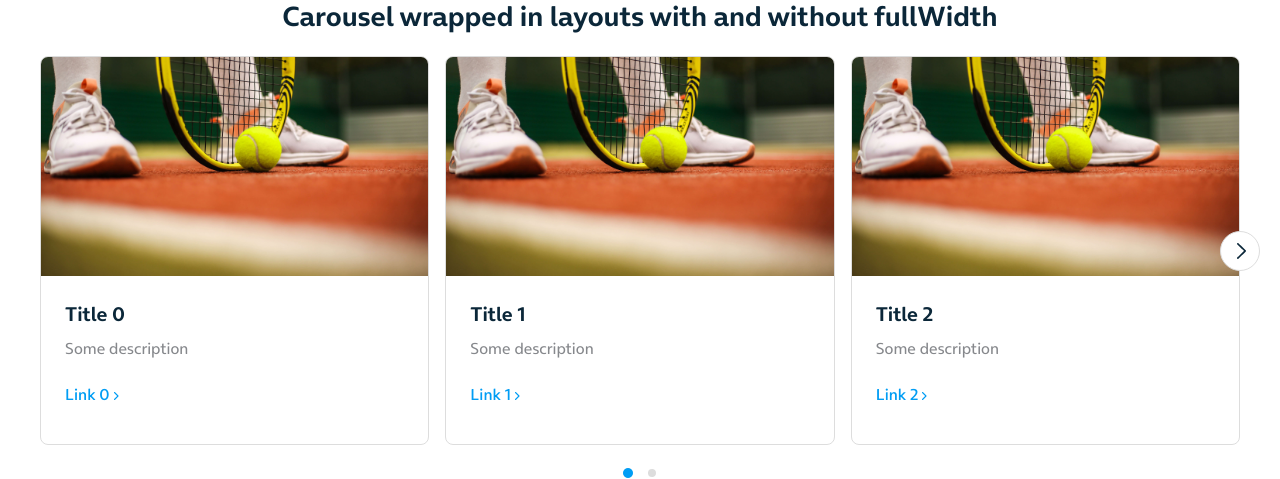 Carousel wrapped in layouts with and without fullWidth
Title 0
Some description
Link 0
Title 1
Some description
Link 1
Title 2
Some description
Link 2